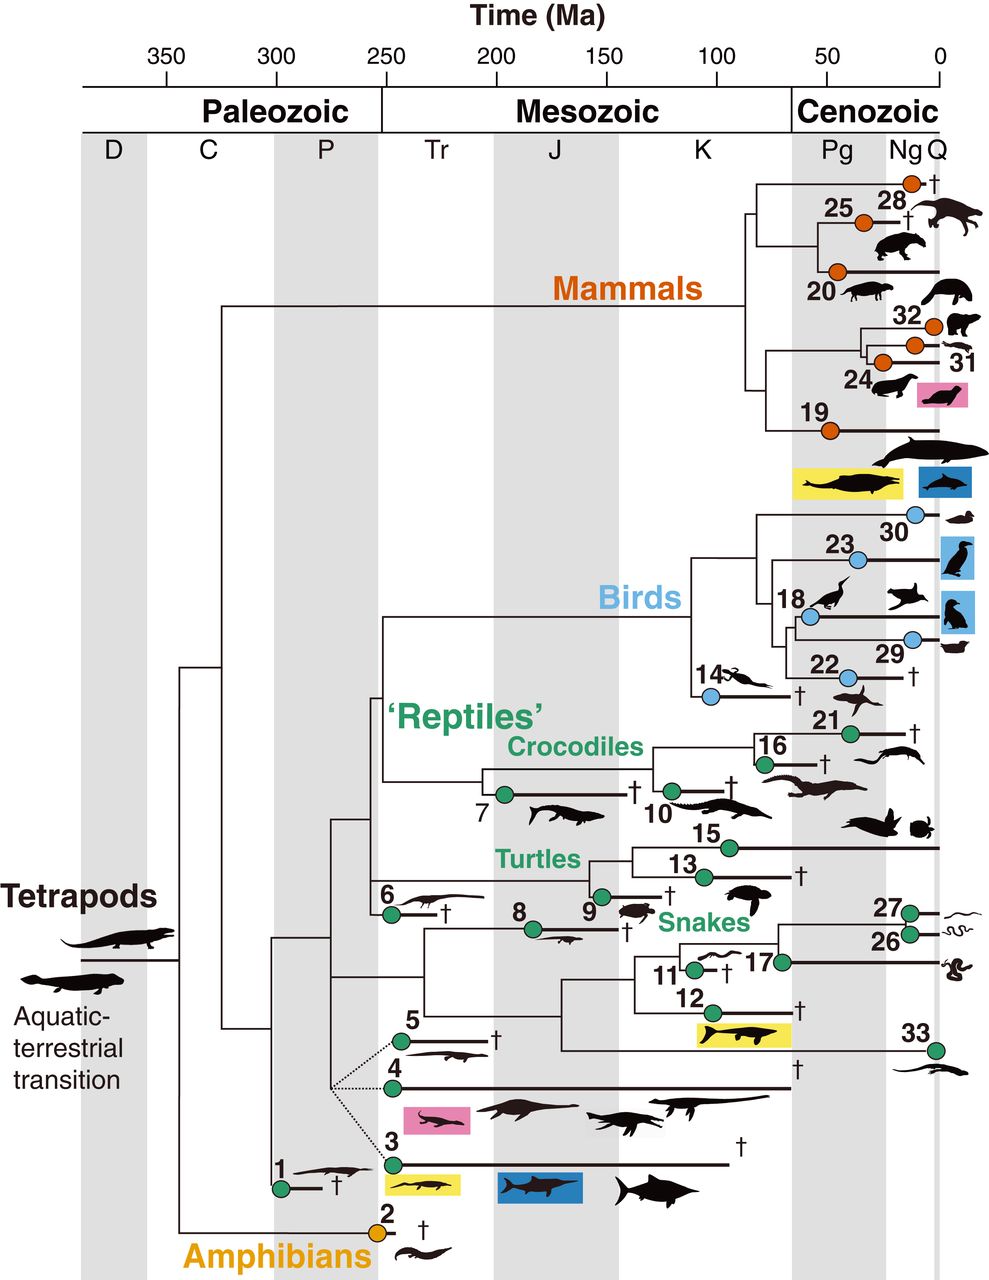 Time (Ma)
350 300 250 200 150 100 50 0
Paleozoic Mesozoic Cenozoic
D C P Tr J K Pg Ng Q
†
28
25
†
Mammals
20
32
31
24
19
30
23
Birds
18
29
22 †
14
†
‘Reptiles’
21 †
Crocodiles
16
†
7 † 10 †
15
Turtles
13 †
Tetrapods
6 † 8 9 †
27
Snakes
†
26
11 † 17
12 †
Aquatic-
terrestrial
transition
5 †
33
4 †
3 †
1 †
2 †
Amphibians